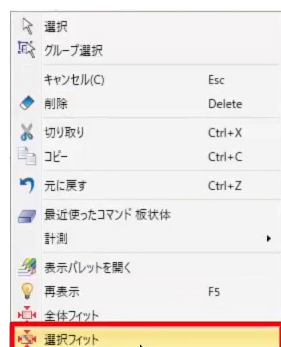 選択
グループ選択
キャンセル(C) Esc
削除 Delete
切り取り Ctrl+X
コピー Ctrl+C
元に戻す Ctrl+Z
最近使ったコマンド 板状体
計測
表示パレットを開く
再表示 F5
全体フィット
選択フィット